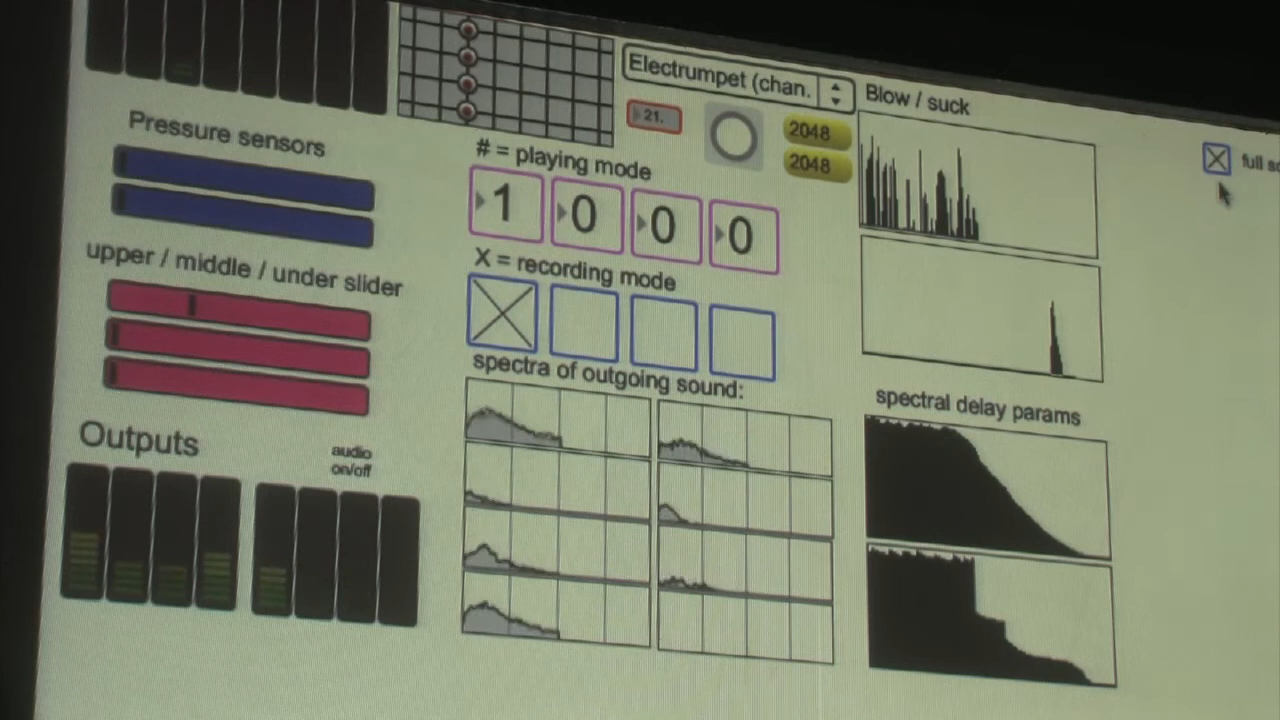 Electrumpet (chan.
Blow / suck
21.
2048
2048
full
Pressure sensors
# = playing mode
1 0 0 0
upper / middle / under slider
X = recording mode
spectra of outgoing sound:
spectral delay params
Outputs
audio
on/off